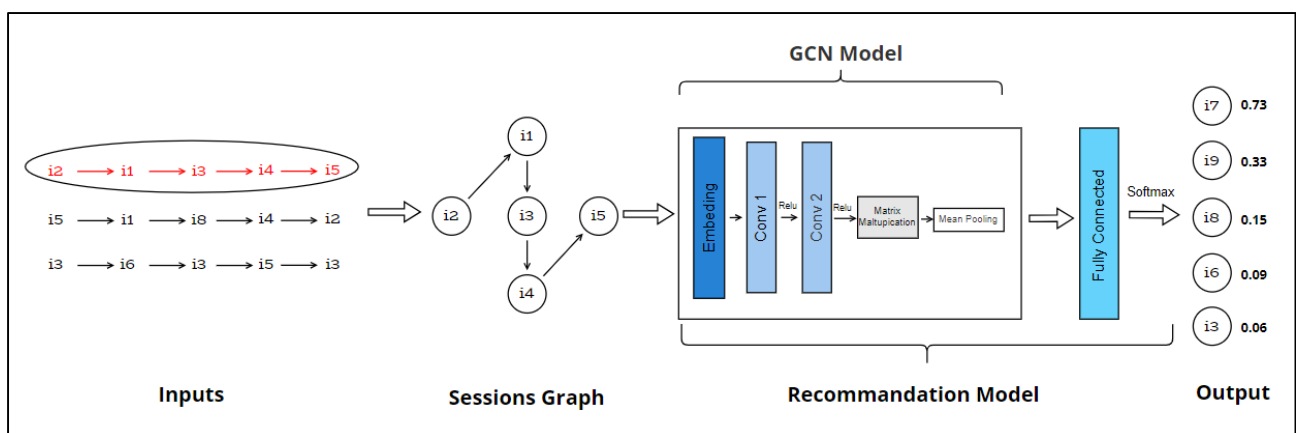 GCN Model
i2 i1 i3 i4 i5
i5 i1 i8 i4 i2
i3 i6 i3 i5 i3
Inputs
i1
i2
i3
i5
i4
Sessions Graph
Embeding
Conv 1
Relu
Conv 2
Relu
Matrix
Maltupication
Mean Pooling
Fully Connected
Softmax
Recommandation Model
i7 0.73
i9 0.33
i8 0.15
i6 0.09
i3 0.06
Output